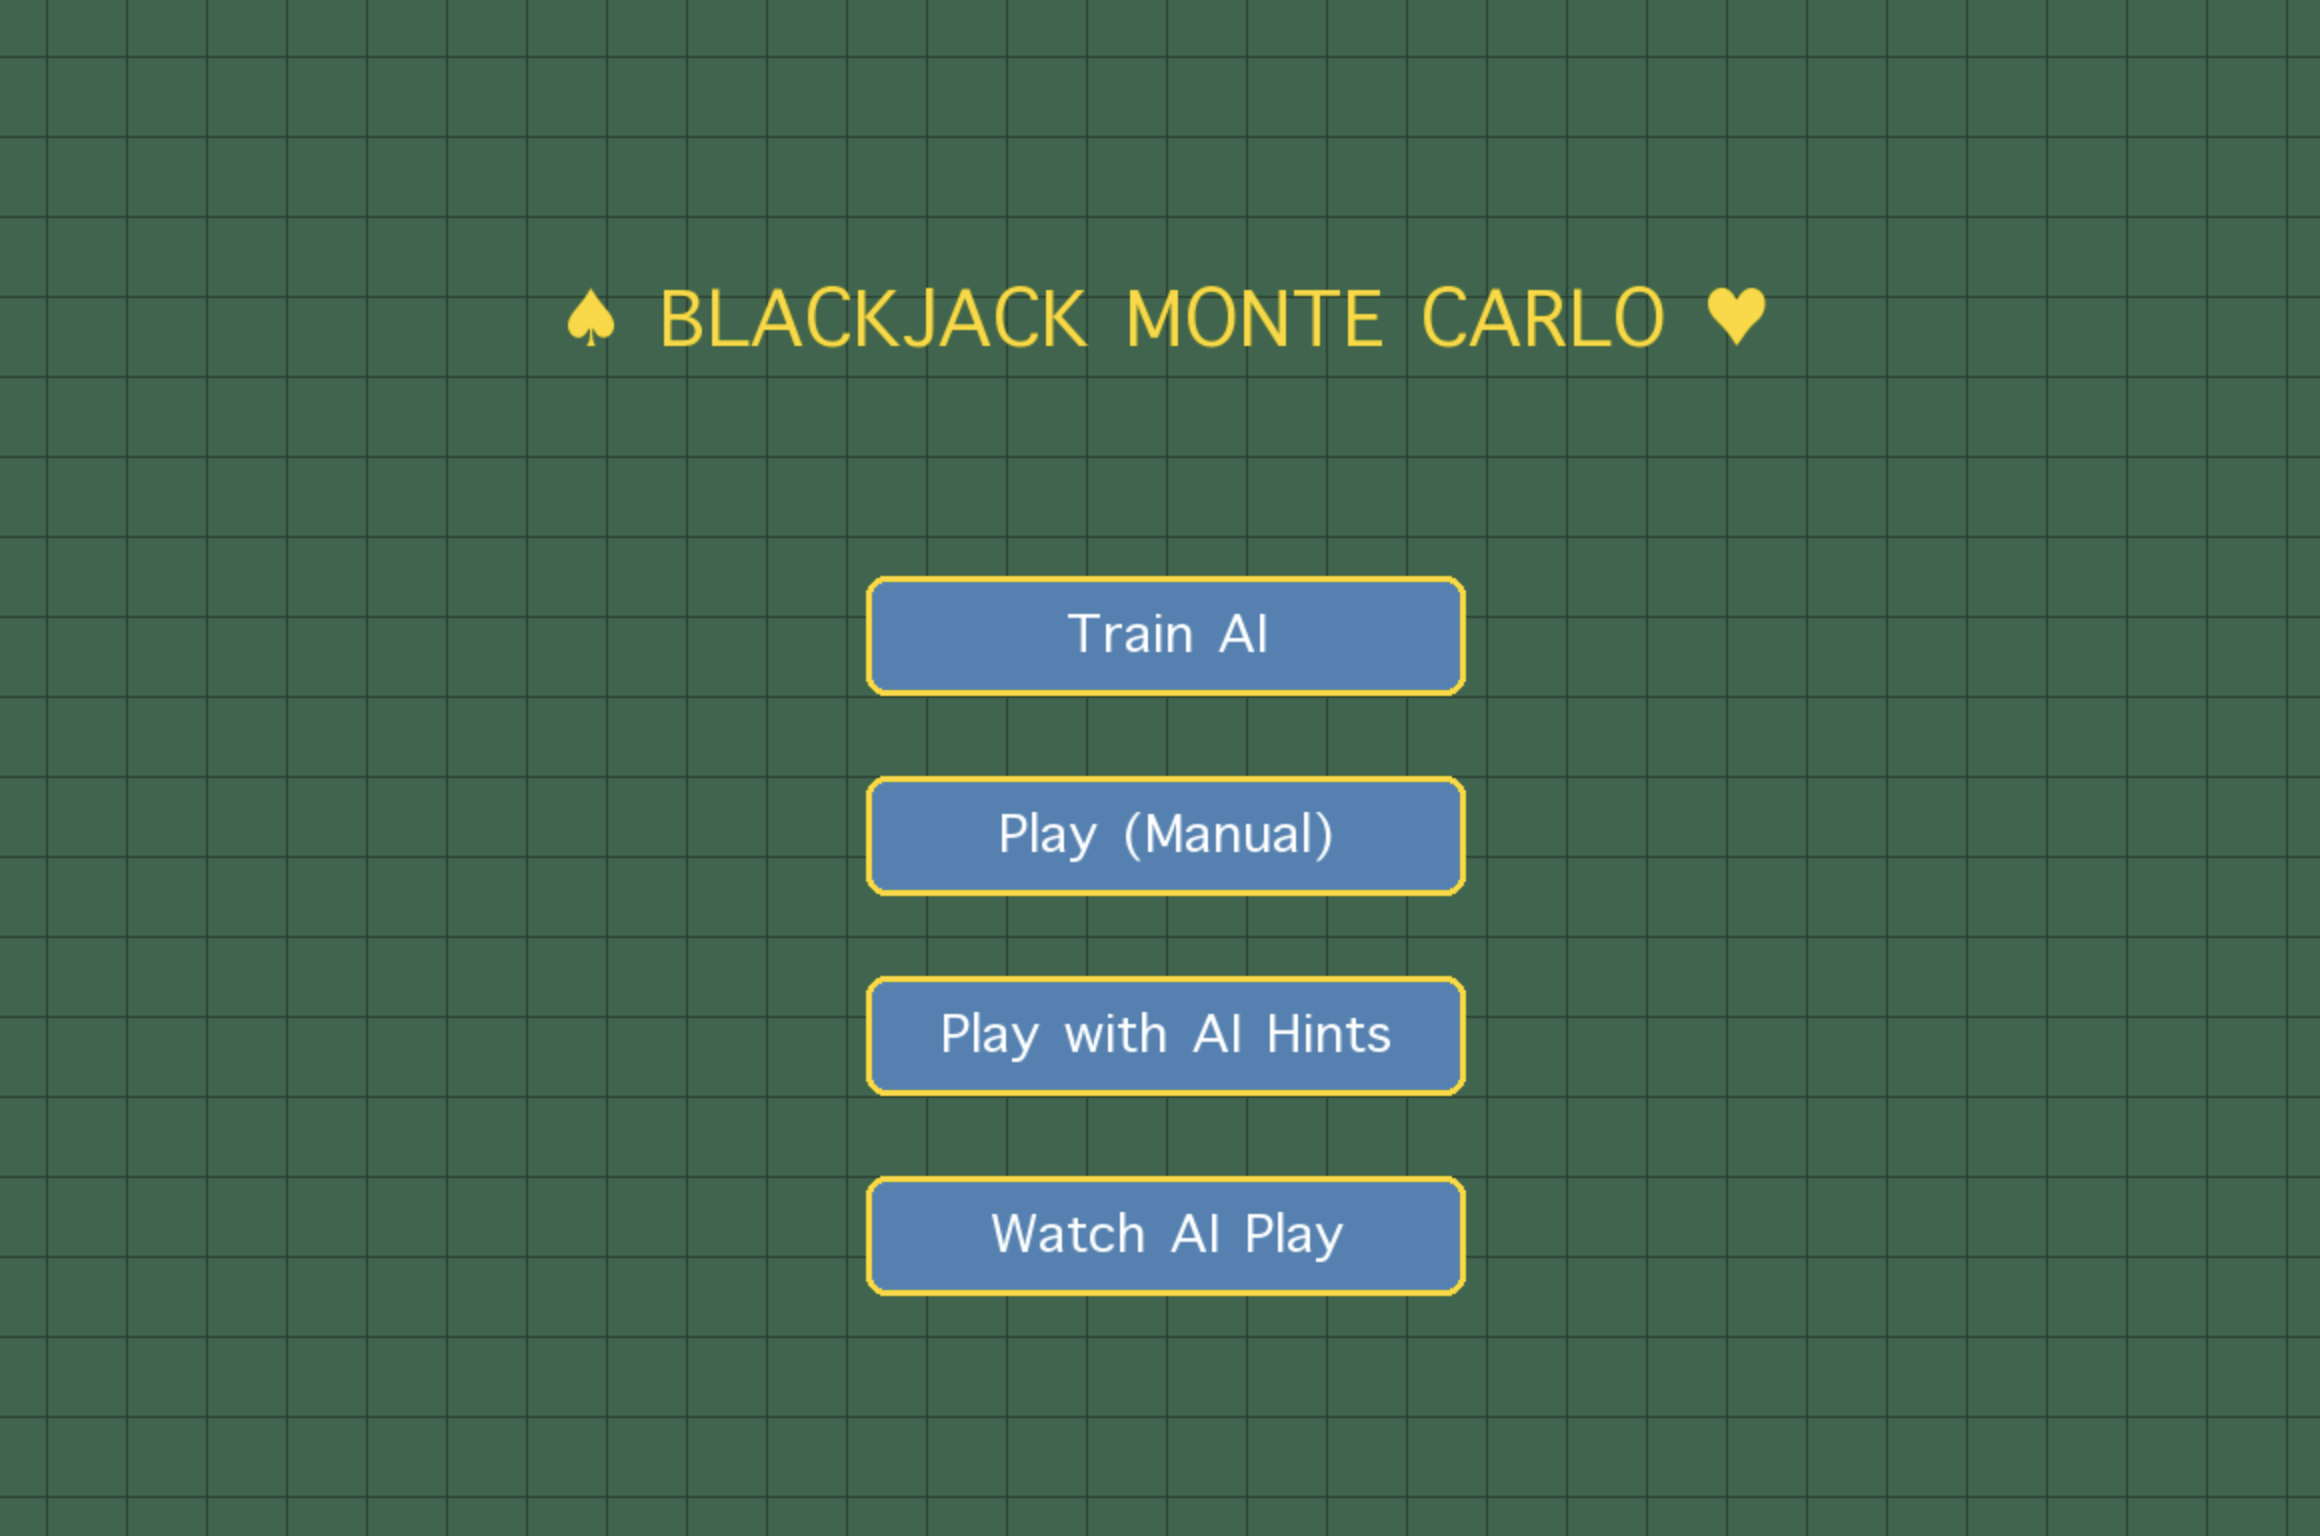 ♠ BLACKJACK MONTE CARLO ♥
Train AI
Play (Manual)
Play with AI Hints
Watch AI Play